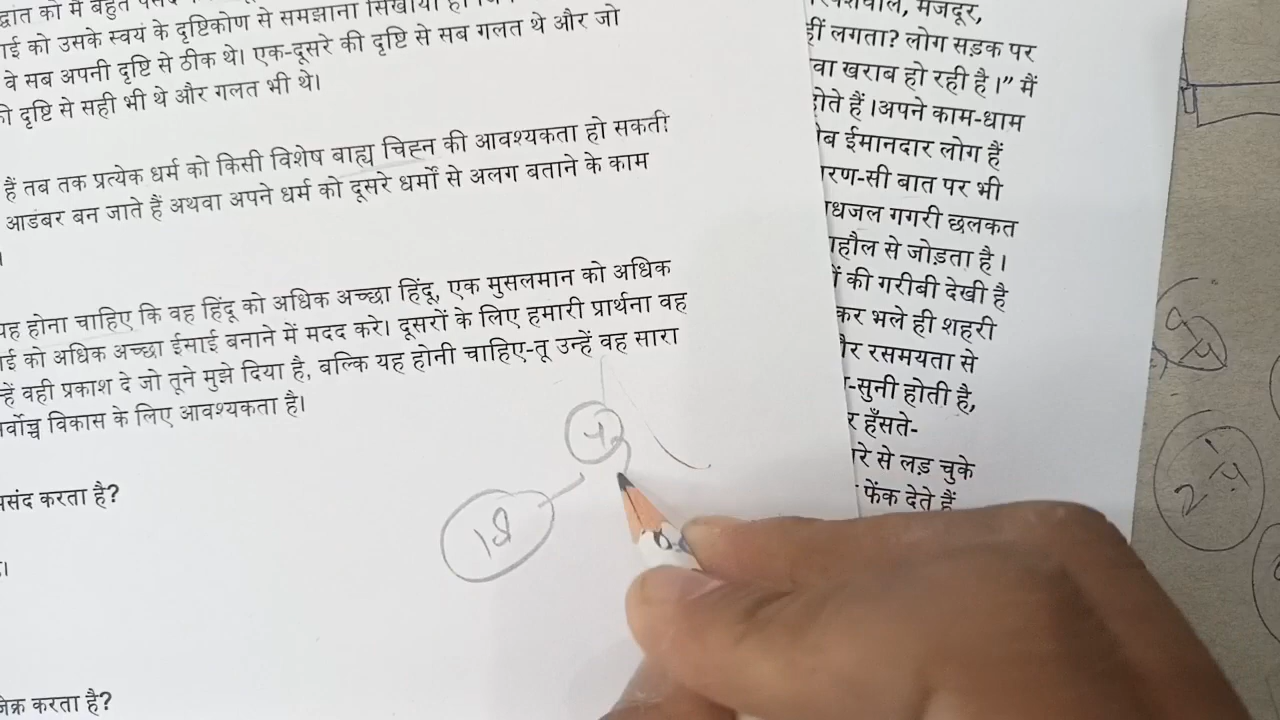 द्धांत को मैं बहुत
ाई को उसके स्वयं के दृष्टिकोण से समझाना सिखाया
वे सब अपनी दृष्टि से ठीक थे। एक-दूसरे की दृष्टि से सब गलत थे और जो
ी दृष्टि से सही भी थे और गलत भी थे।
हैं तब तक प्रत्येक धर्म को किसी विशेष बाह्य चिह्न की आवश्यकता हो सकती
आडंबर बन जाते हैं अथवा अपने धर्म को दूसरे धर्मों से अलग बताने के काम
यह होना चाहिए कि वह हिंदू को अधिक अच्छा हिंदू, एक मुसलमान को अधिक
ाई को अधिक अच्छा ईसाई बनाने में मदद करे। दूसरों के लिए हमारी प्रार्थना वह
हें वही प्रकाश दे जो तूने मुझे दिया है, बल्कि यह होनी चाहिए-तू उन्हें वह सारा
र्वोच्च विकास के लिए आवश्यकता है।
पसंद करता है?
जेक्र करता है?
मजदूर,
हीं लगता? लोग सड़क पर
वा खराब हो रही है।” मैं
होते हैं।अपने काम-धाम
ब ईमानदार लोग हैं
रण-सी बात पर भी
धजल गगरी छलकत
ाहौल से जोड़ता है।
ों की गरीबी देखी है
कर भले ही शहरी
ौर रसमयता से
-सुनी होती है,
र हँसते-
ारे से लड़ चुके
फेंक देते हैं